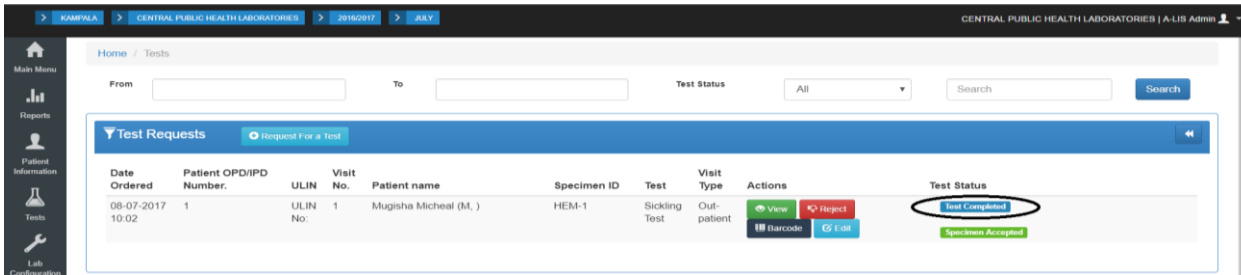 > KAMPALA > CENTRAL PUBLIC HEALTH LABORATORIES > 2016/2017 > JULY
CENTRAL PUBLIC HEALTH LABORATORIES | A-LIS Admin
Main Menu
Reports
Patient
Information
Tests
Lab
Configuration
Home / Tests
From To Test Status All Search Search
Test Requests Request For a Test
Date Ordered Patient OPD/IPD Number. ULIN Visit No. Patient name Specimen ID Test Visit Type Actions Test Status
08-07-2017 10:02 1 ULIN No: 1 Mugisha Micheal (M, ) HEM-1 Sickling Test Out-patient View Reject Test Completed
Barcode Edit Specimen Accepted